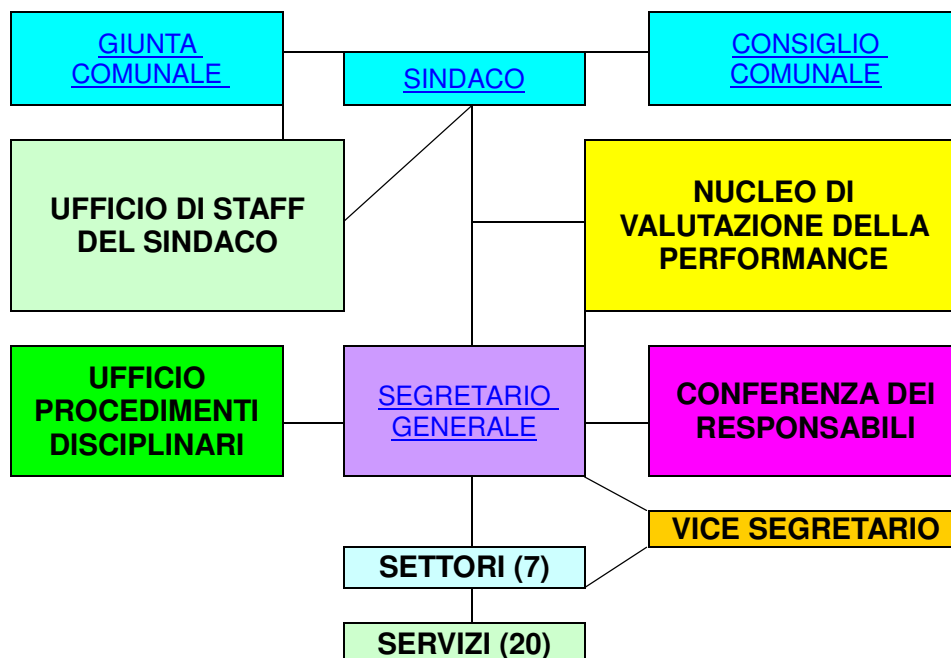 GIUNTA
COMUNALE
SINDACO
CONSIGLIO
COMUNALE
UFFICIO DI STAFF
DEL SINDACO
NUCLEO DI
VALUTAZIONE DELLA
PERFORMANCE
UFFICIO
PROCEDIMENTI
DISCIPLINARI
SEGRETARIO
GENERALE
CONFERENZA DEI
RESPONSABILI
VICE SEGRETARIO
SETTORI (7)
SERVIZI (20)